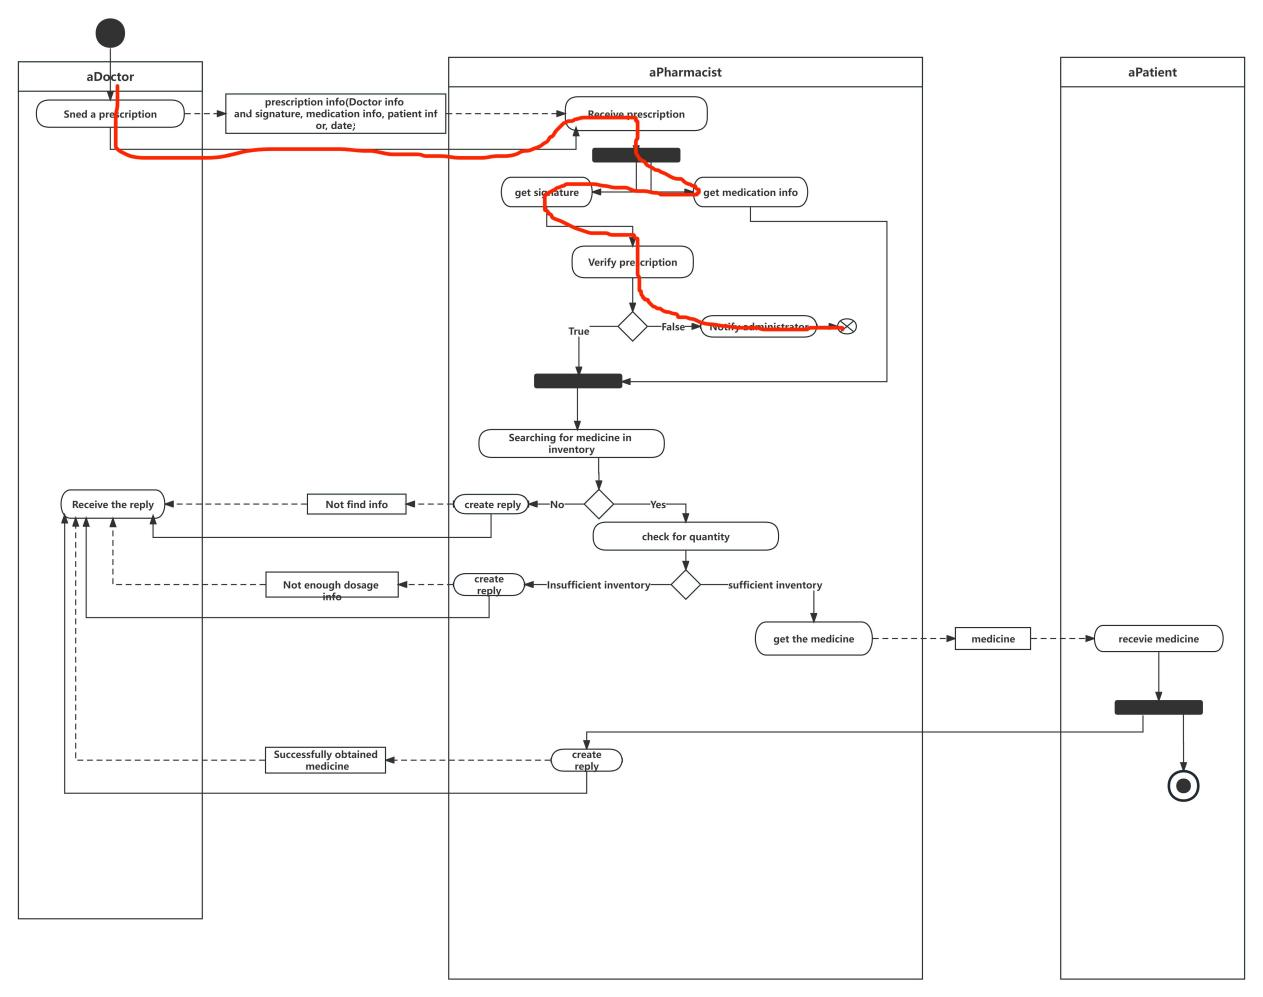 aDoctor
aPharmacist
aPatient
Sned a prescription
prescription info(Doctor info
and signature, medication info, patient inf
or, date)
Receive prescription
get signature
get medication info
Verify prescription
True
False
Notify administrator
Searching for medicine in
inventory
Receive the reply
Not find info
create reply
No
Yes
check for quantity
Not enough dosage
info
create
reply
Insufficient inventory
sufficient inventory
get the medicine
medicine
recevie medicine
Successfully obtained
medicine
create
reply